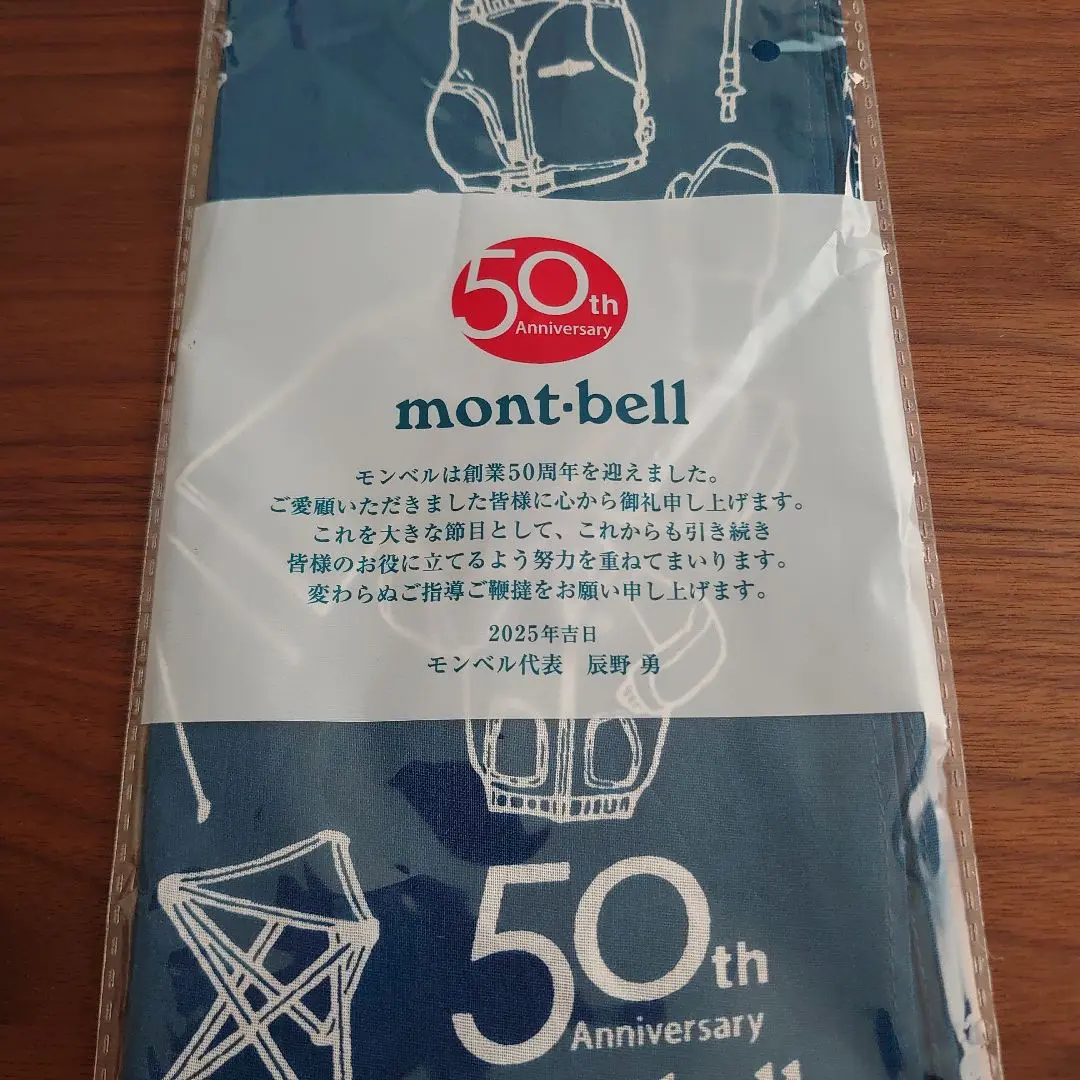 50th
Anniversary
mont·bell
モンベルは創業50周年を迎えました。
ご愛顧いただきました皆様に心から御礼申し上げます。
これを大きな節目として、これからも引き続き
皆様のお役に立てるよう努力を重ねてまいります。
変わらぬご指導ご鞭撻をお願い申し上げます。
2025年吉日
モンベル代表　辰野 勇
50th
Anniversary